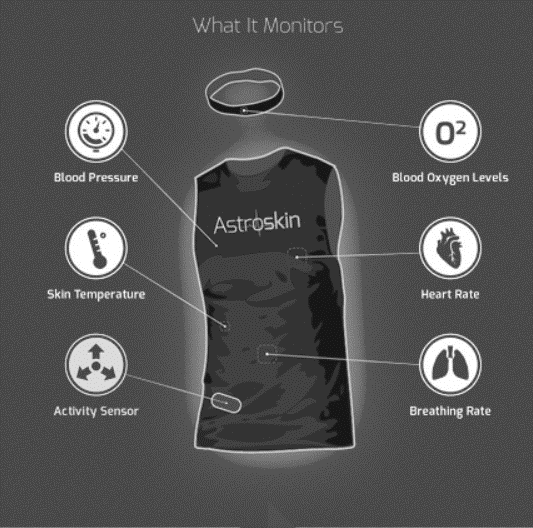 What It Monitors
Blood Pressure
O²
Blood Oxygen Levels
Astroskin
Skin Temperature
Heart Rate
Activity Sensor
Breathing Rate